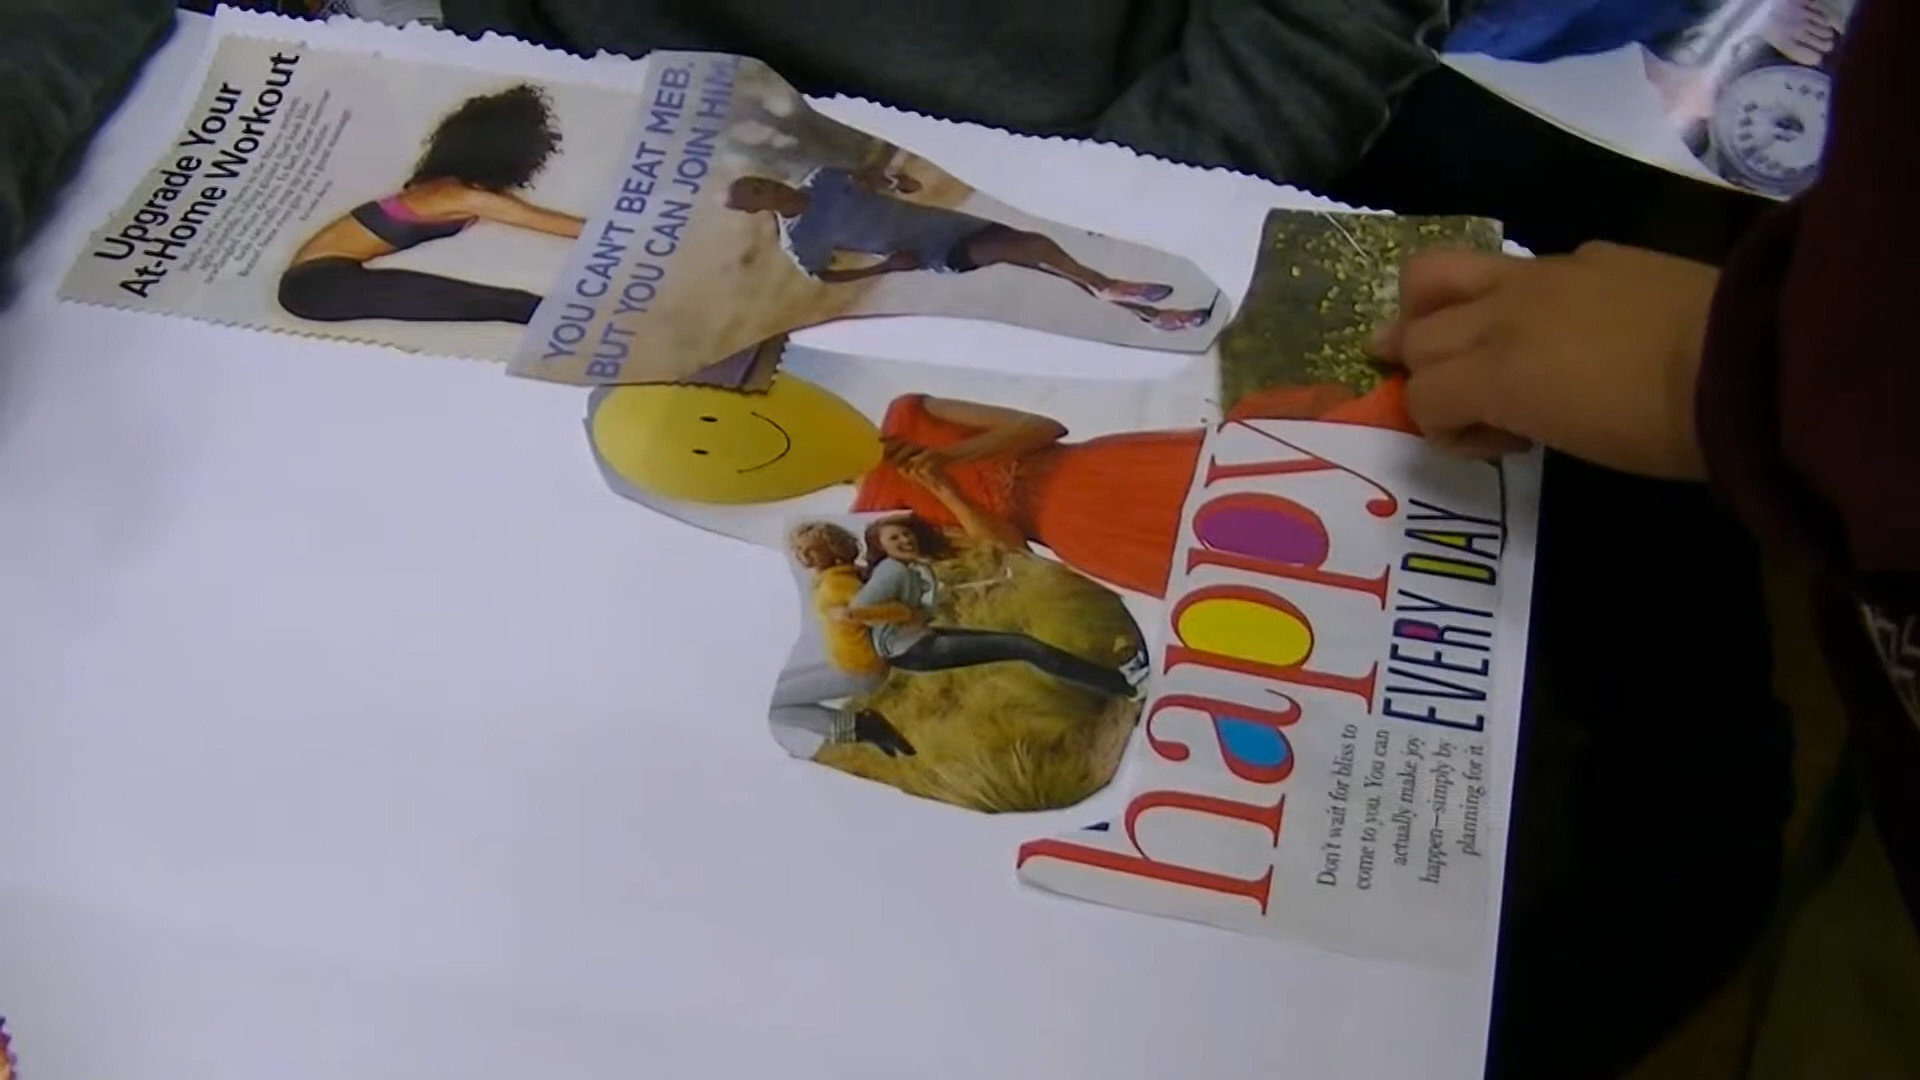 Upgrade Your
At-Home Workout
YOU CAN'T BEAT MEB.
BUT YOU CAN JOIN HIM.
happy
EVERY DAY
Don't wait for bliss to
come to you. You can
actually make joy
happen—simply by
planning for it